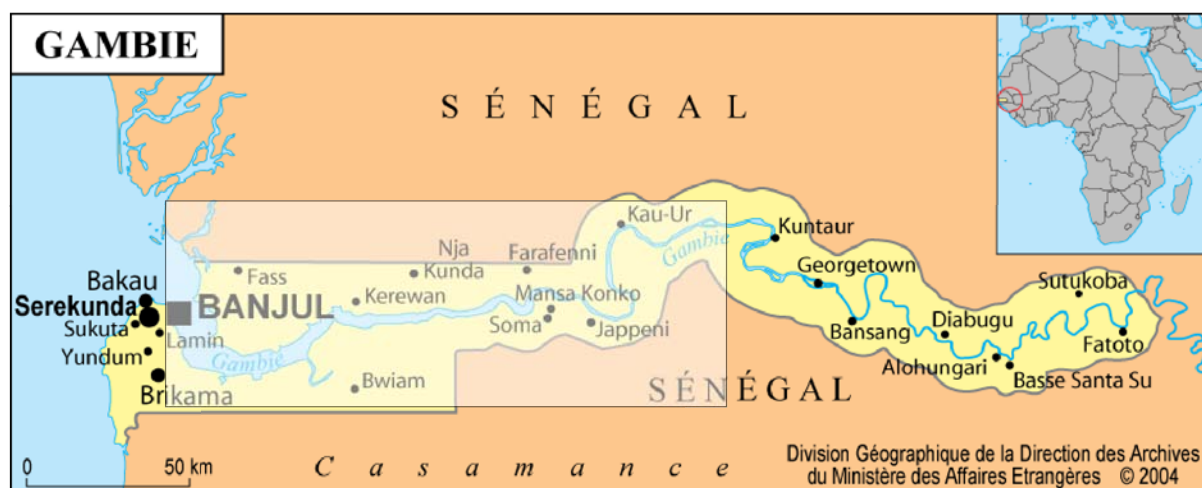 GAMBIE
SÉNÉGAL
Kau-Ur
Gambie
Kuntaur
Nja
Kunda
Farafenni
Fass
Georgetown
Sutukoba
Bakau
Serekunda
BANJUL
Kerewan
Mansa Konko
Sukuta
Lamin
Soma
Jappeni
Bansang
Diabugu
Fatoto
Yundum
Gambie
Alohungari
Basse Santa Su
Brikama
Bwiam
SÉNÉGAL
0
50 km
Casamance
Division Géographique de la Direction des Archives
du Ministère des Affaires Etrangères © 2004